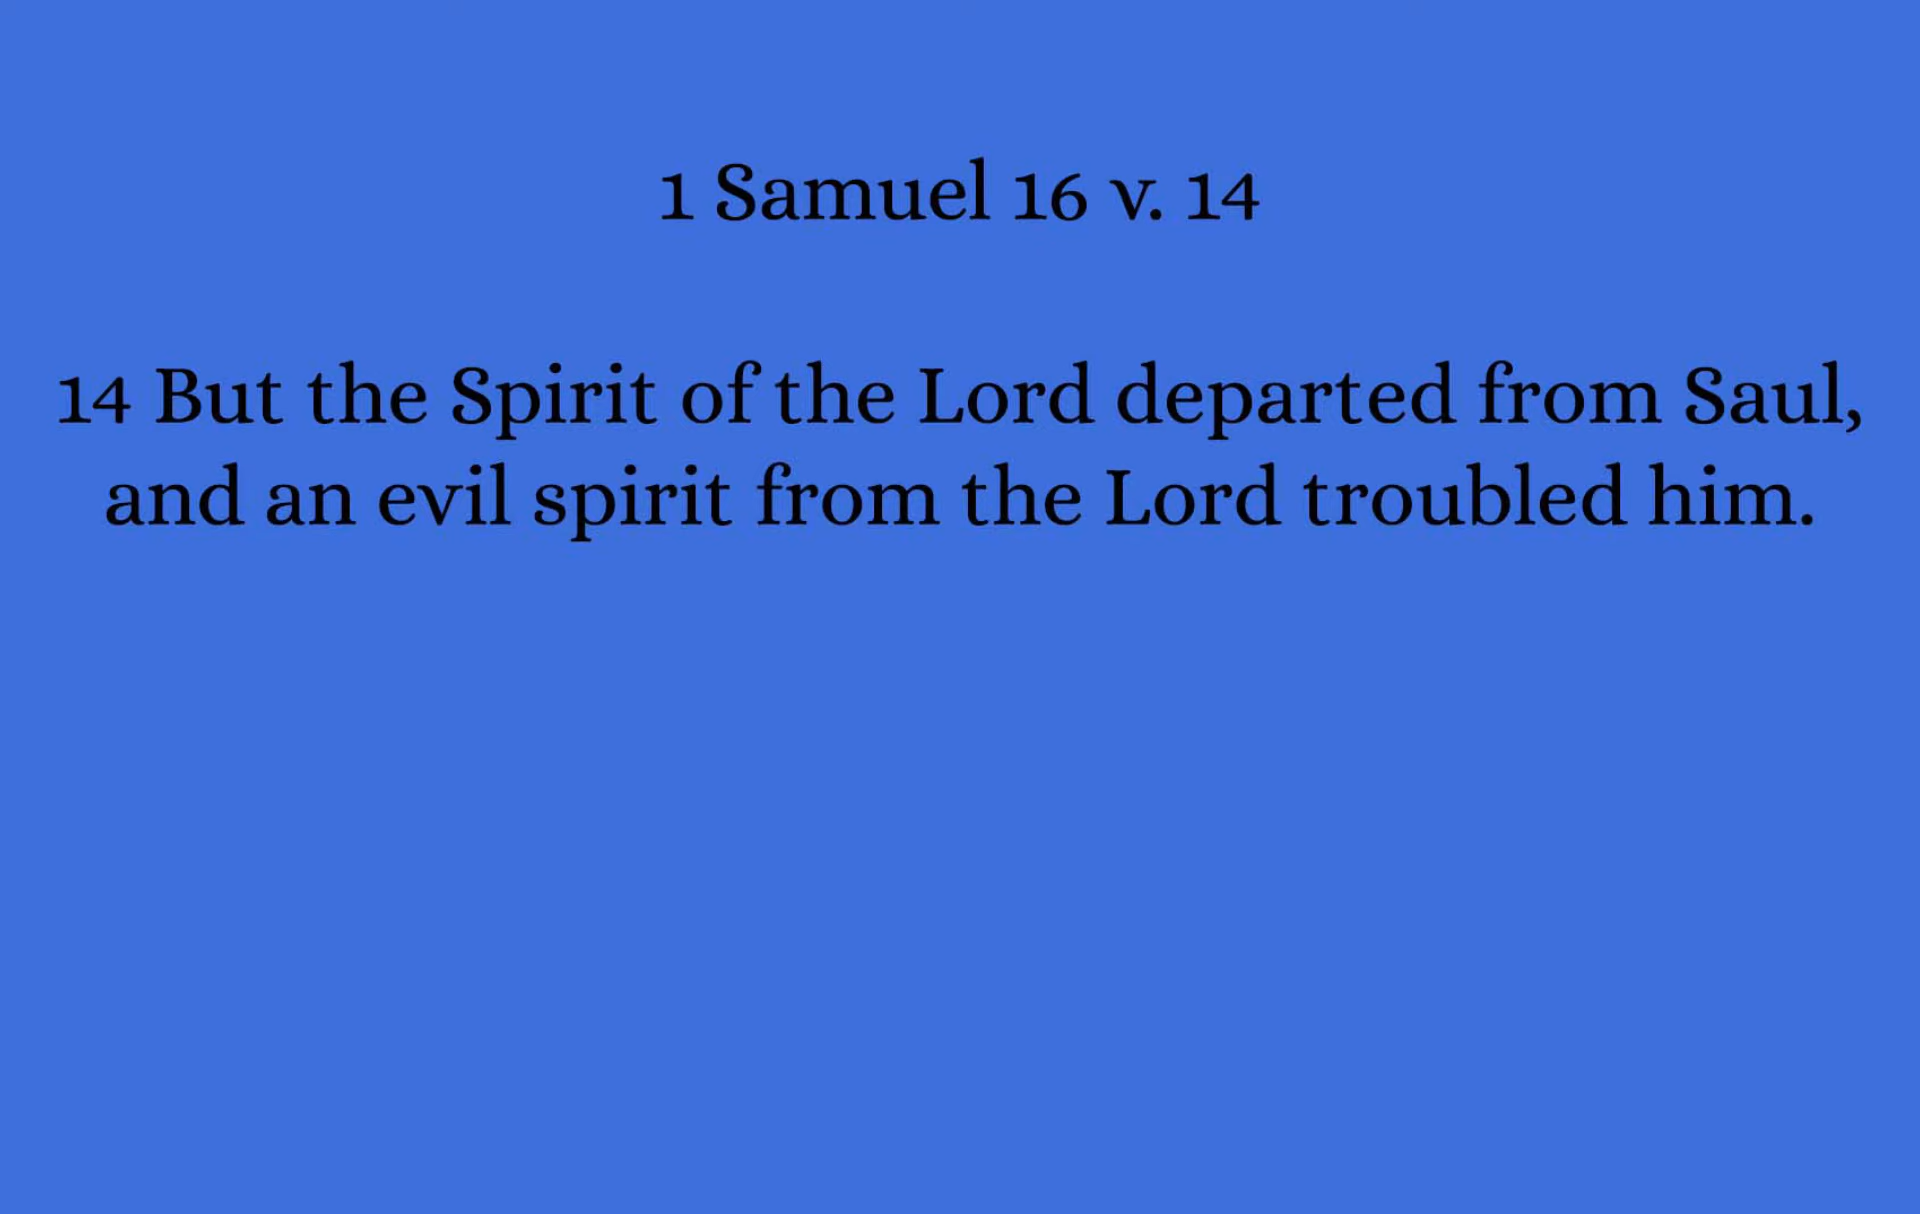 1 Samuel 16 v. 14
14 But the Spirit of the Lord departed from Saul,
and an evil spirit from the Lord troubled him.